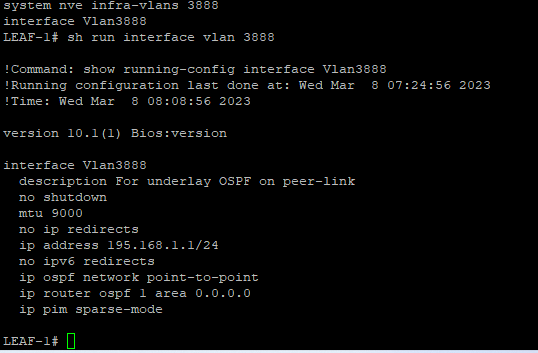 system nve infra-vlans 3888
interface Vlan3888
LEAF-1# sh run interface vlan 3888
!Command: show running-config interface Vlan3888
!Running configuration last done at: Wed Mar  8 07:24:56 2023
!Time: Wed Mar  8 08:08:56 2023
version 10.1(1) Bios:version
interface Vlan3888
  description For underlay OSPF on peer-link
  no shutdown
  mtu 9000
  no ip redirects
  ip address 195.168.1.1/24
  no ipv6 redirects
  ip ospf network point-to-point
  ip router ospf 1 area 0.0.0.0
  ip pim sparse-mode
LEAF-1#